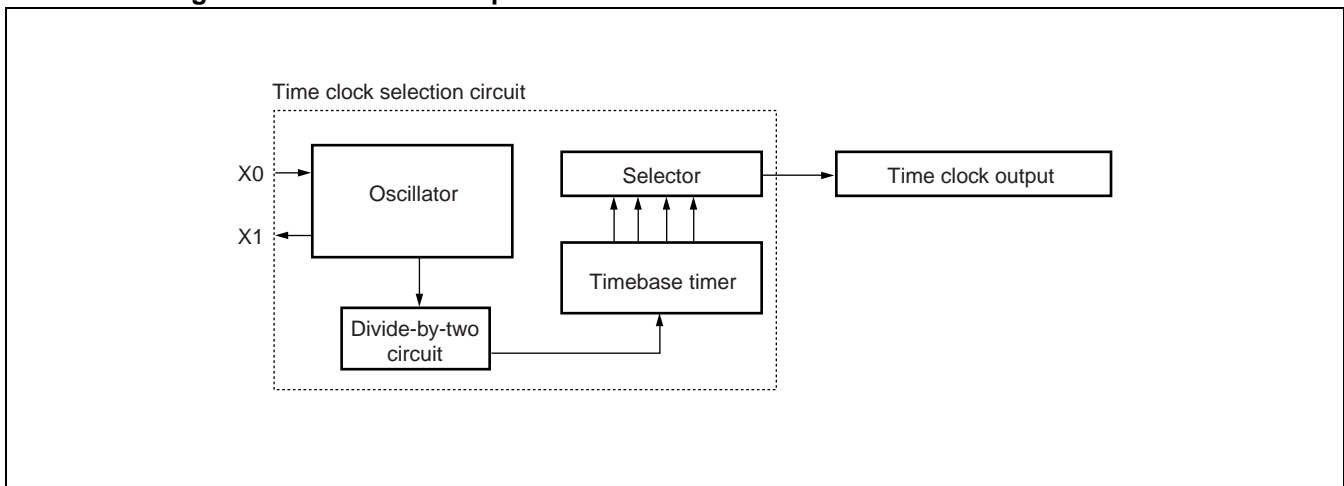 Time clock selection circuit
X0
Oscillator
X1
Divide-by-two
circuit
Selector
Timebase timer
Time clock output